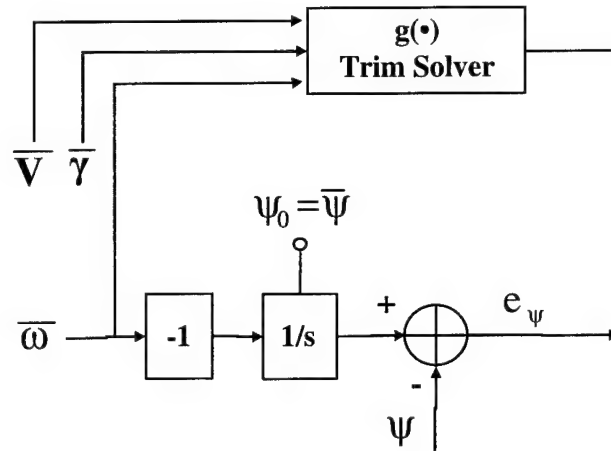 g(•)
Trim Solver
V̅ γ̅
ψ₀ = ψ̅
ω̅
-1
1/s
+
e_ψ
-
ψ